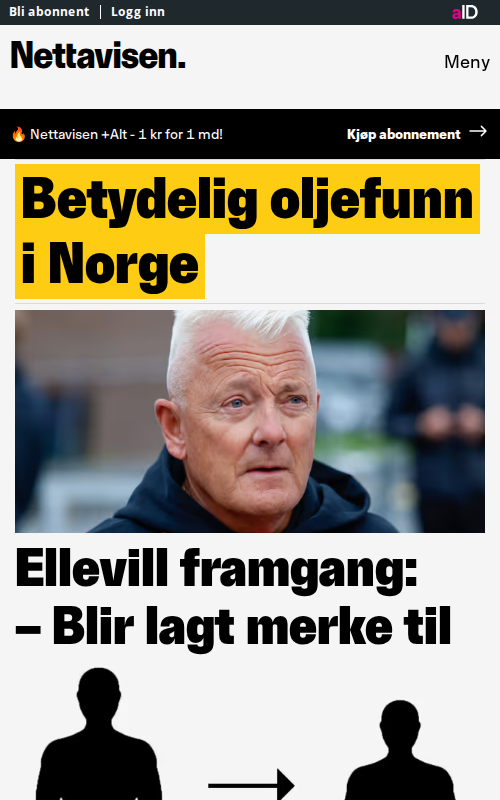 Bli abonnent | Logg inn
aID
Nettavisen.
Meny
🔥 Nettavisen +Alt - 1 kr for 1 md!
Kjøp abonnement →
Betydelig oljefunn
i Norge
Ellevill framgang:
– Blir lagt merke til